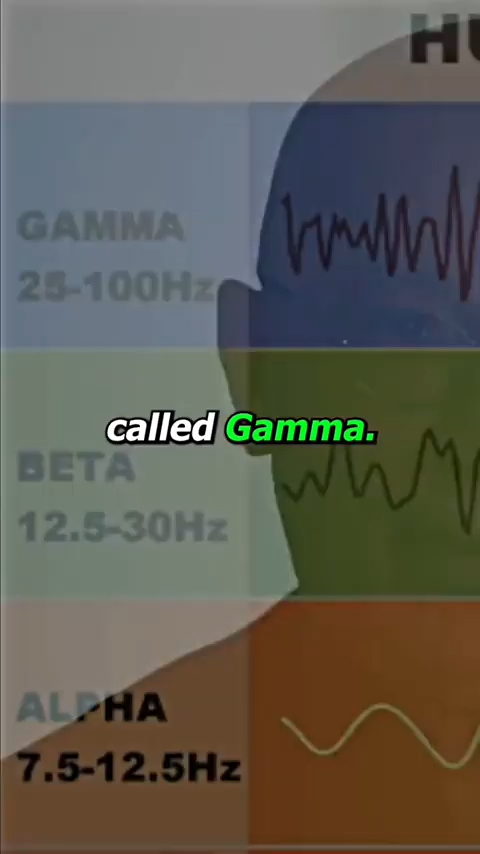 HU
GAMMA
25-100Hz
called Gamma.
BETA
12.5-30Hz
ALPHA
7.5-12.5Hz